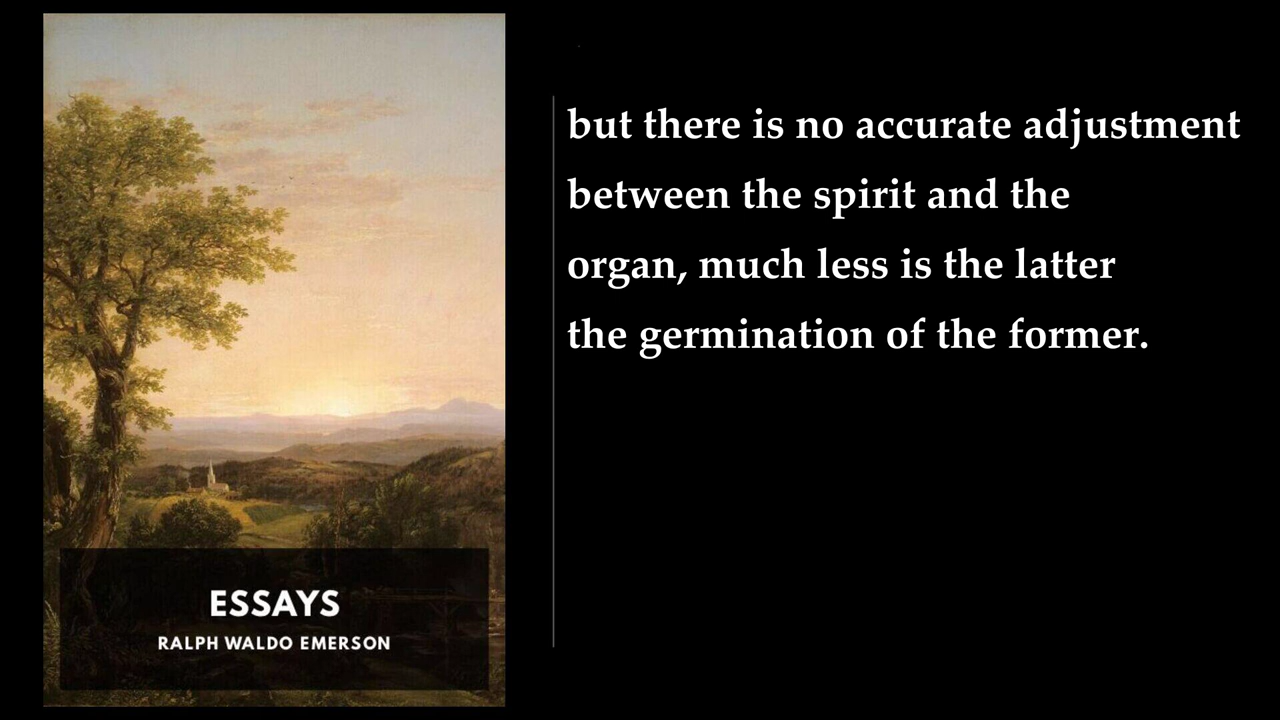 ESSAYS
RALPH WALDO EMERSON
but there is no accurate adjustment
between the spirit and the
organ, much less is the latter
the germination of the former.